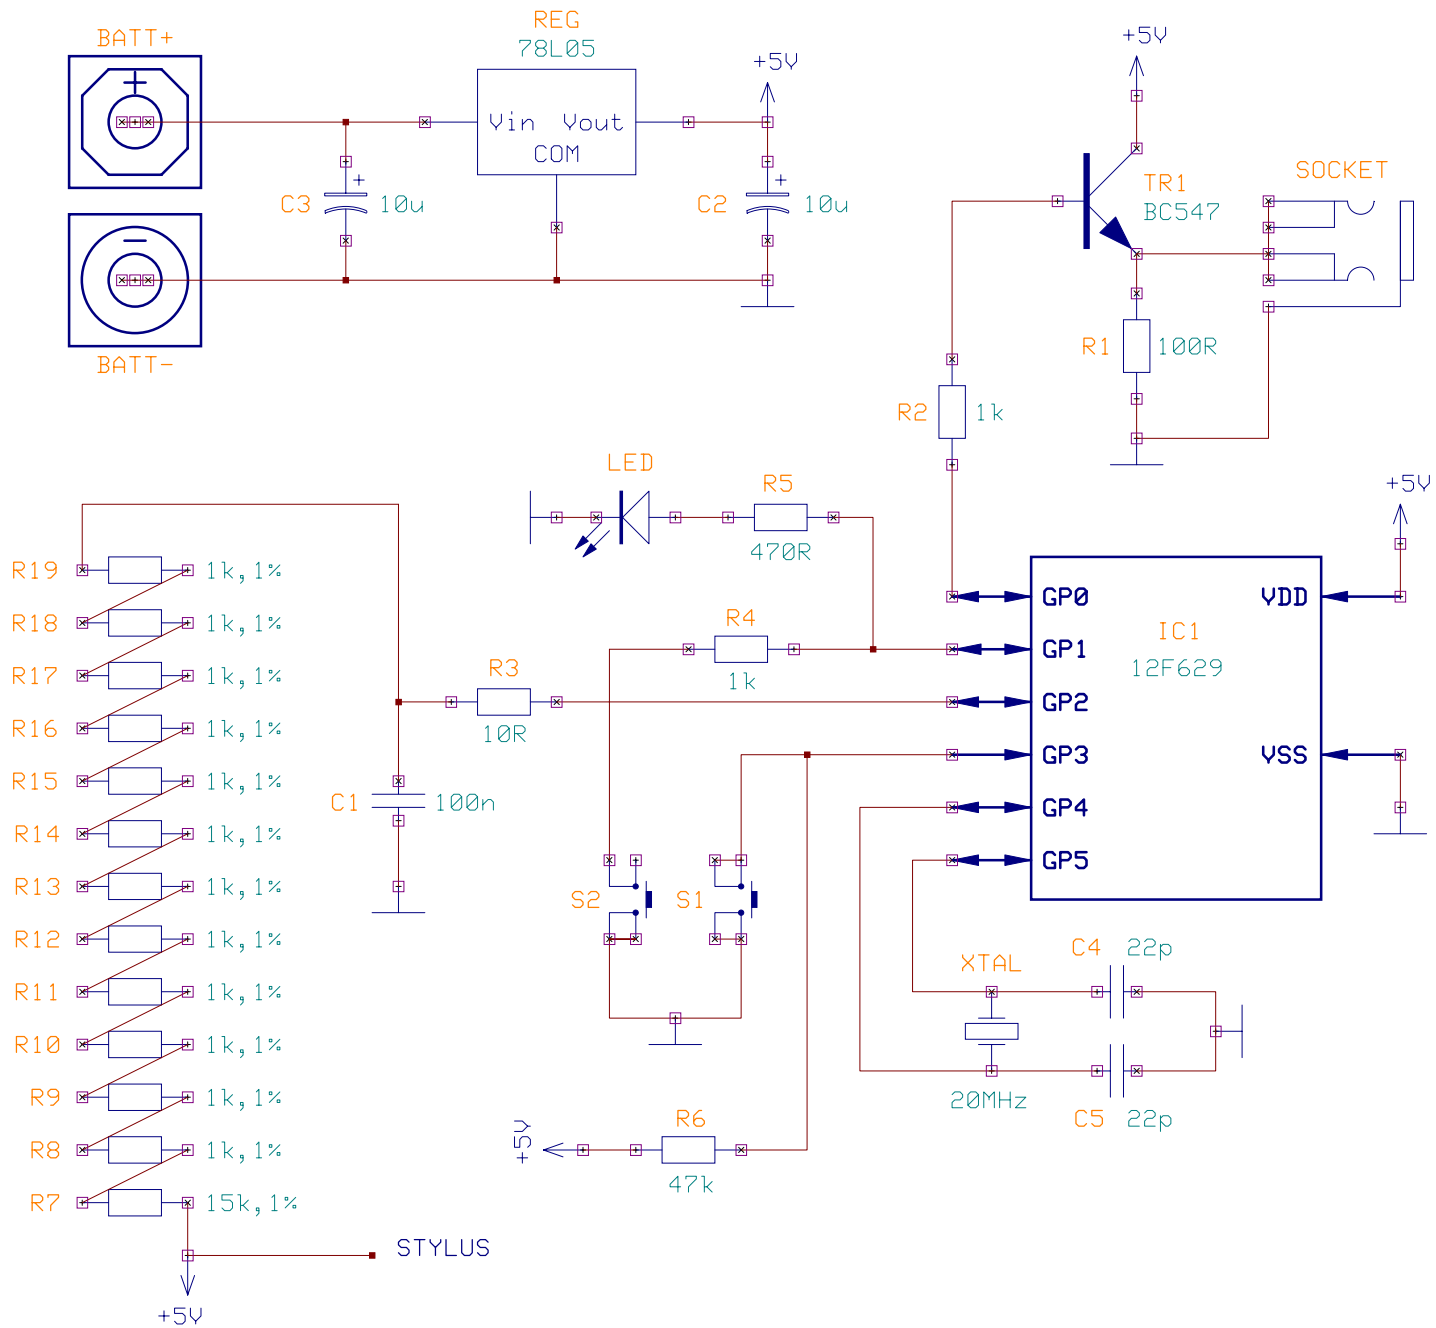 BATT+
REG
78L05
+5V
Vin Vout
COM
C3
+
10u
C2
+
10u
BATT-
+5V
TR1
BC547
SOCKET
R1
100R
R2
1k
LED
R5
470R
+5V
R19
1k,1%
R18
1k,1%
R17
1k,1%
R16
1k,1%
R15
1k,1%
R14
1k,1%
R13
1k,1%
R12
1k,1%
R11
1k,1%
R10
1k,1%
R9
1k,1%
R8
1k,1%
R7
15k,1%
STYLUS
+5V
R4
1k
R3
10R
C1
100n
S2
S1
GP0
GP1
GP2
GP3
GP4
GP5
VDD
IC1
12F629
VSS
XTAL
20MHz
C4
22p
C5
22p
+5V
R6
47k